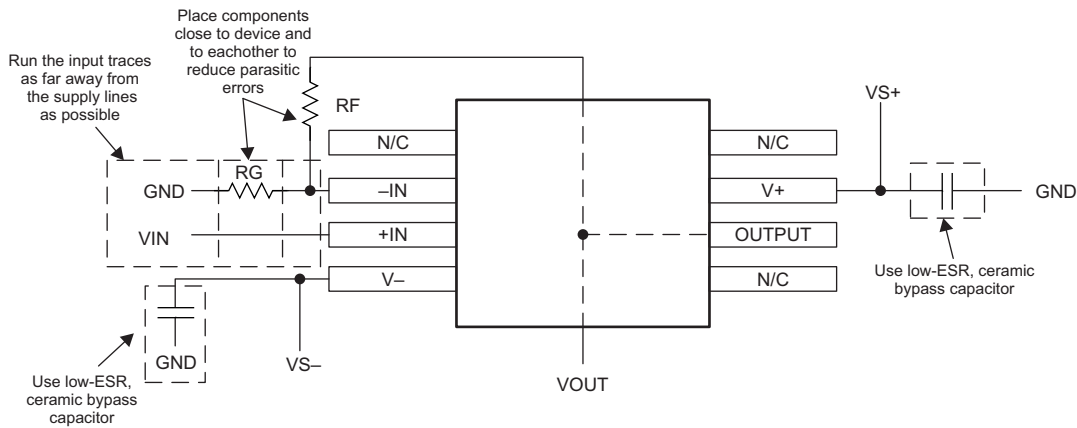 Place components
close to device and
to eachother to
reduce parasitic
errors
Run the input traces
as far away from
the supply lines
as possible
RF
VS+
N/C
N/C
RG
GND
–IN
V+
GND
VIN
+IN
OUTPUT
V–
N/C
Use low-ESR, ceramic
bypass capacitor
GND
VS–
VOUT
Use low-ESR,
ceramic bypass
capacitor